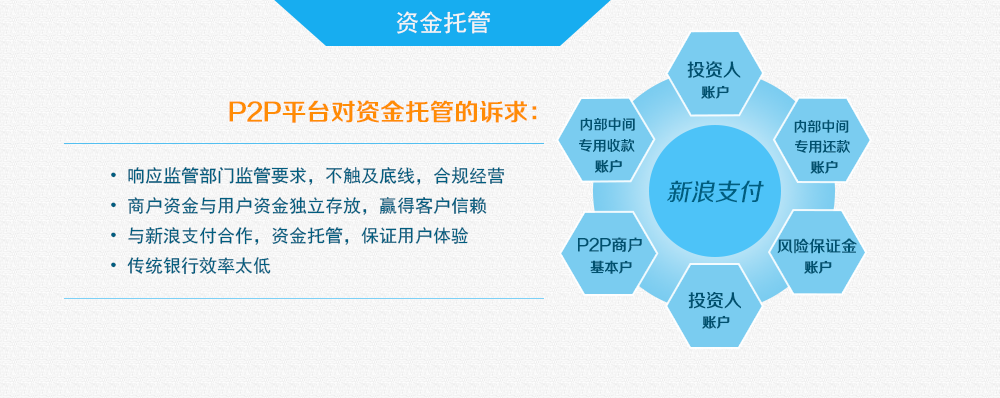 资金托管
P2P平台对资金托管的诉求：
• 响应监管部门监管要求，不触及底线，合规经营
• 商户资金与用户资金独立存放，赢得客户信赖
• 与新浪支付合作，资金托管，保证用户体验
• 传统银行效率太低
投资人
账户
内部中间
专用收款
账户
内部中间
专用还款
账户
新浪支付
P2P商户
基本户
风险保证金
账户
投资人
账户